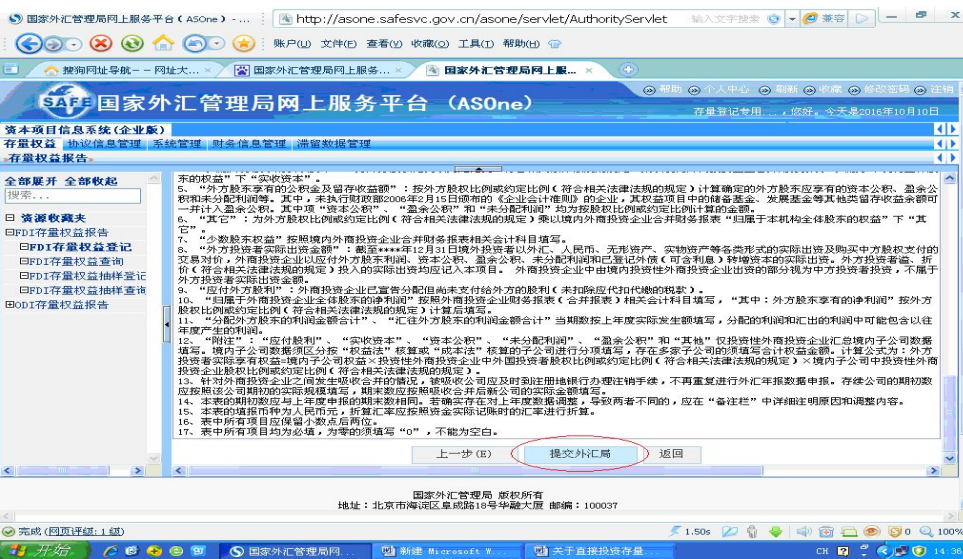 国家外汇管理局网上服务平台(ASOne) - ...
http://asone.safesvc.gov.cn/asone/servlet/AuthorityServlet
输入文字搜索
兼容
账户(U) 文件(F) 查看(V) 收藏(O) 工具(T) 帮助(H)
搜狗网址导航-- 网址大...
国家外汇管理局网上服务...
国家外汇管理局网上服...
帮助 个人中心 刷新 收藏 修改密码 注销
SAFE 国家外汇管理局网上服务平台 (ASOne)
存量登记专用...,您好。今天是2016年10月10日
资本项目信息系统(企业版)
存量权益 协议信息管理 系统管理 财务信息管理 滞留数据管理
存量权益报告
全部展开 全部收起
搜索...
资源收藏夹
FDI存量权益报告
FDI存量权益登记
FDI存量权益查询
FDI存量权益抽样登记
FDI存量权益抽样查询
ODI存量权益报告
东的权益”下“实收资本”。
5、“外方股东享有的公积金及留存收益额”:按外方股权比例或约定比例(符合相关法律法规的规定)计算确定的外方股东应享有的资本公积、盈余公
积和未分配利润等。其中,未执行财政部2006年2月15日颁布的《企业会计准则》的企业,其权益项目中的储备基金、发展基金等其他类留存收益余额可
一并计入盈余公积。其中项“资本公积”、“盈余公积”和“未分配利润”均为按股权比例或约定比例计算的金额。
6、“其它”:为外方股权比例或约定比例(符合相关法律法规的规定)乘以境内外商投资企业合并财务报表“归属于本机构全体股东的权益”下“其
它”。
7、“少数股东权益”按照境内外商投资企业合并财务报表相关会计科目填写。
8、“外方投资者实际出资金额”:截至****年12月31日境外投资者以外汇、人民币、无形资产、实物资产等各类形式的实际出资及购买中方股权支付的
交易对价,外商投资企业以应付外方股东利润、资本公积、盈余公积、未分配利润和已登记外债(可含利息)转增资本的实际出资。外方投资者溢、折
价(符合相关法律法规的规定)投入的实际出资均应记入本项目。 外商投资企业中由境内投资性外商投资企业出资的部分视为中方投资者投资,不属于
外方投资者实际出资金额。
9、“应付外方股利”:外商投资企业已宣告分配但尚未支付给外方的股利(未扣除应代扣代缴的税款)。
10、“归属于外商投资企业全体股东的净利润”按照外商投资企业财务报表(合并报表)相关会计科目填写,“其中:外方股东享有的净利润”按外方
股权比例或约定比例(符合相关法律法规的规定)计算后填写。
11、“分配外方股东的利润金额合计”、“汇往外方股东的利润金额合计”当期数按上年度实际发生额填写,分配的利润和汇出的利润中可能包含以往
年度产生的利润。
12、“附注”:“应付股利”、“实收资本”、“资本公积”、“未分配利润”、“盈余公积”和“其他”仅投资性外商投资企业汇总境内子公司数据
填写。境内子公司数据须区分按“权益法”核算或“成本法”核算的子公司进行分项填写,存在多家子公司的须填写合计权益金额。计算公式为:外方
投资者实际享有权益=境内子公司权益×投资性外商投资企业中外国投资者股权比例或约定比例(符合相关法律法规的规定)×境内子公司中投资性外商
投资企业股权比例或约定比例(符合相关法律法规的规定)。
13、针对外商投资企业之间发生吸收合并的情况,被吸收公司应及时到注册地银行办理注销手续,不再重复进行外汇年报数据申报。存续公司的期初数
应按照该公司期初的实际规模填写,期末数应按照吸收合并后新公司的实际金额填写。
14、本表的期初数应与上年度申报的期末数相同。若确实存在对上年度数据调整,导致两者不同的,应在“备注栏”中详细注明原因和调整内容。
15、本表的填报币种为人民币元,折算汇率应按照资金实际记账时的汇率进行折算。
16、表中所有项目应保留小数点后两位。
17、表中所有项目均为必填,为零的须填写“0”,不能为空白。
上一步(E) 提交外汇局 返回
国家外汇管理局 版权所有
地址:北京市海淀区阜成路18号华融大厦 邮编:100037
完成 (网页评级: 1 级)
1.50s
0
100%
开始
国家外汇管理局网...
新建 Microsoft W...
关于直接投资存量...
CH
14:36